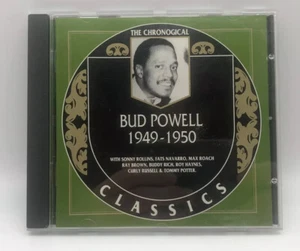 THE CHRONOGICAL
BUD POWELL
1949-1950
WITH SONNY ROLLINS, FATS NAVARRO, MAX ROACH
RAY BROWN, BUDDY RICH, ROY HAYNES,
CURLY RUSSELL & TOMMY POTTER.
CLASSICS